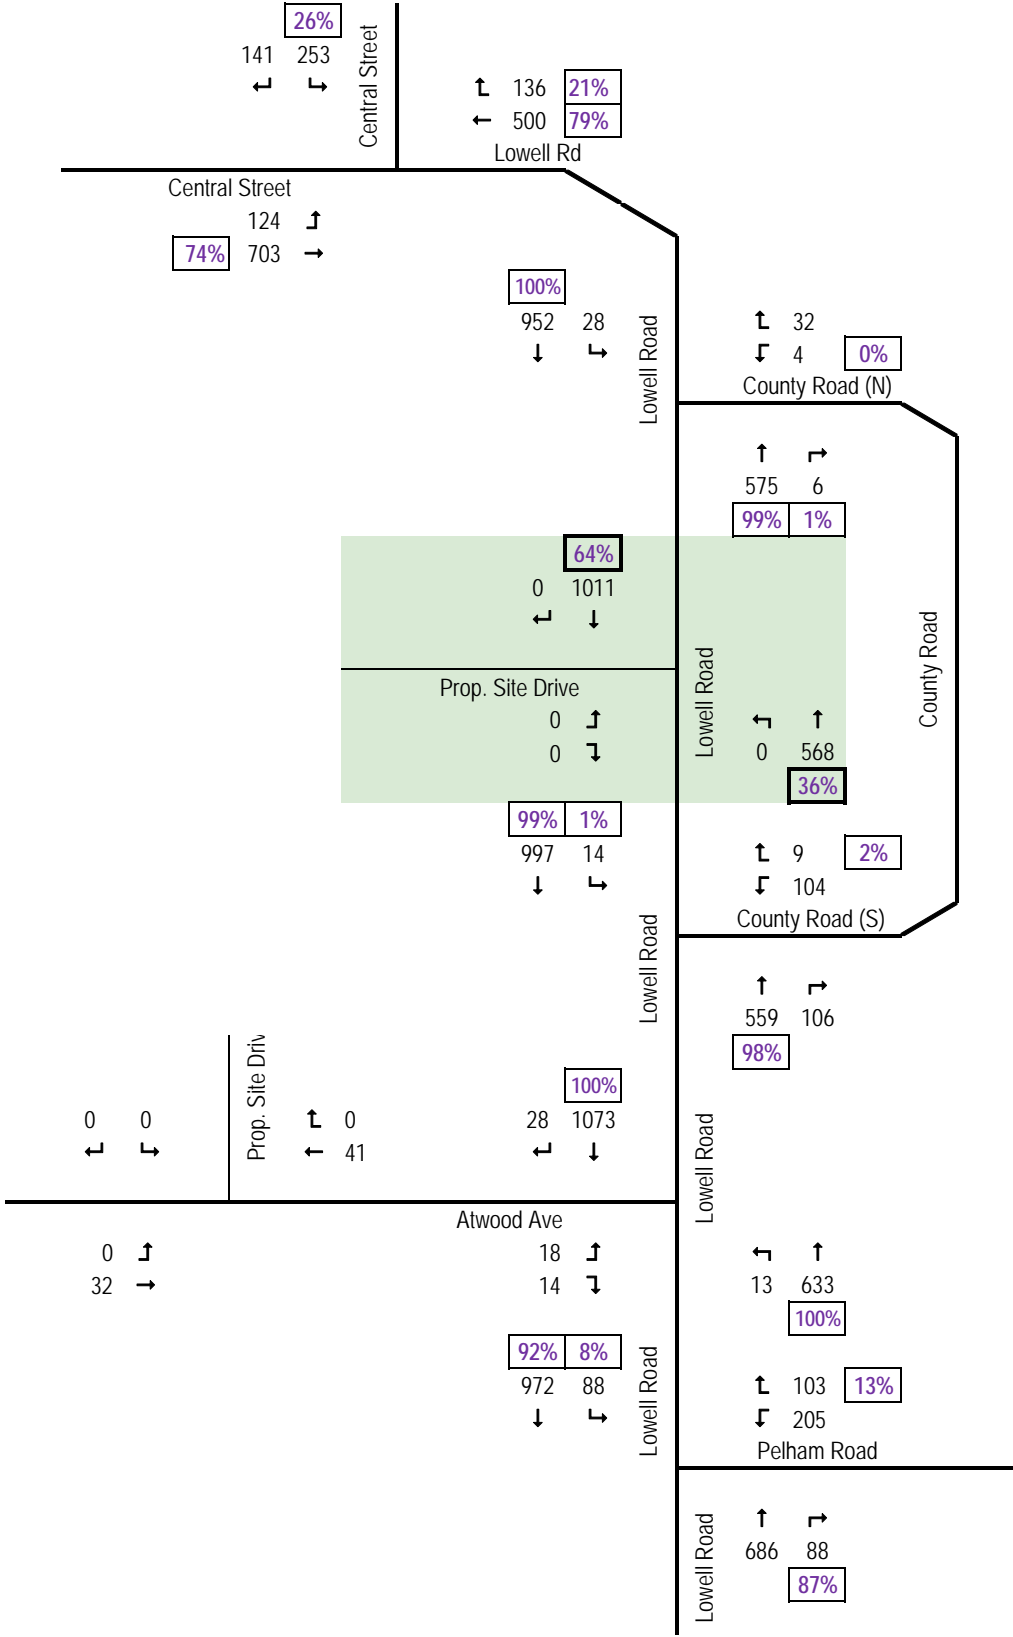 26%
141 253
Central Street
136 21%
500 79%
Lowell Rd
Central Street
124
74% 703
100%
952 28
Lowell Road
32
4 0%
County Road (N)
575 6
99% 1%
64%
0 1011
County Road
Lowell Road
Prop. Site Drive
0
0
0 568
36%
99% 1%
997 14
9 2%
104
County Road (S)
Lowell Road
559 106
98%
Prop. Site Driv
100%
0 0
0
41
28 1073
Lowell Road
Atwood Ave
0
32
18
14
13 633
100%
92% 8%
972 88
Lowell Road
103 13%
205
Pelham Road
Lowell Road
686 88
87%